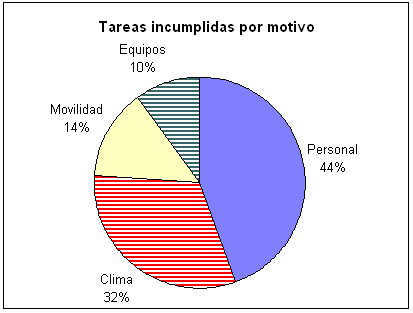 Tareas incumplidas por motivo
Equipos
10%
Movilidad
14%
Personal
44%
Clima
32%